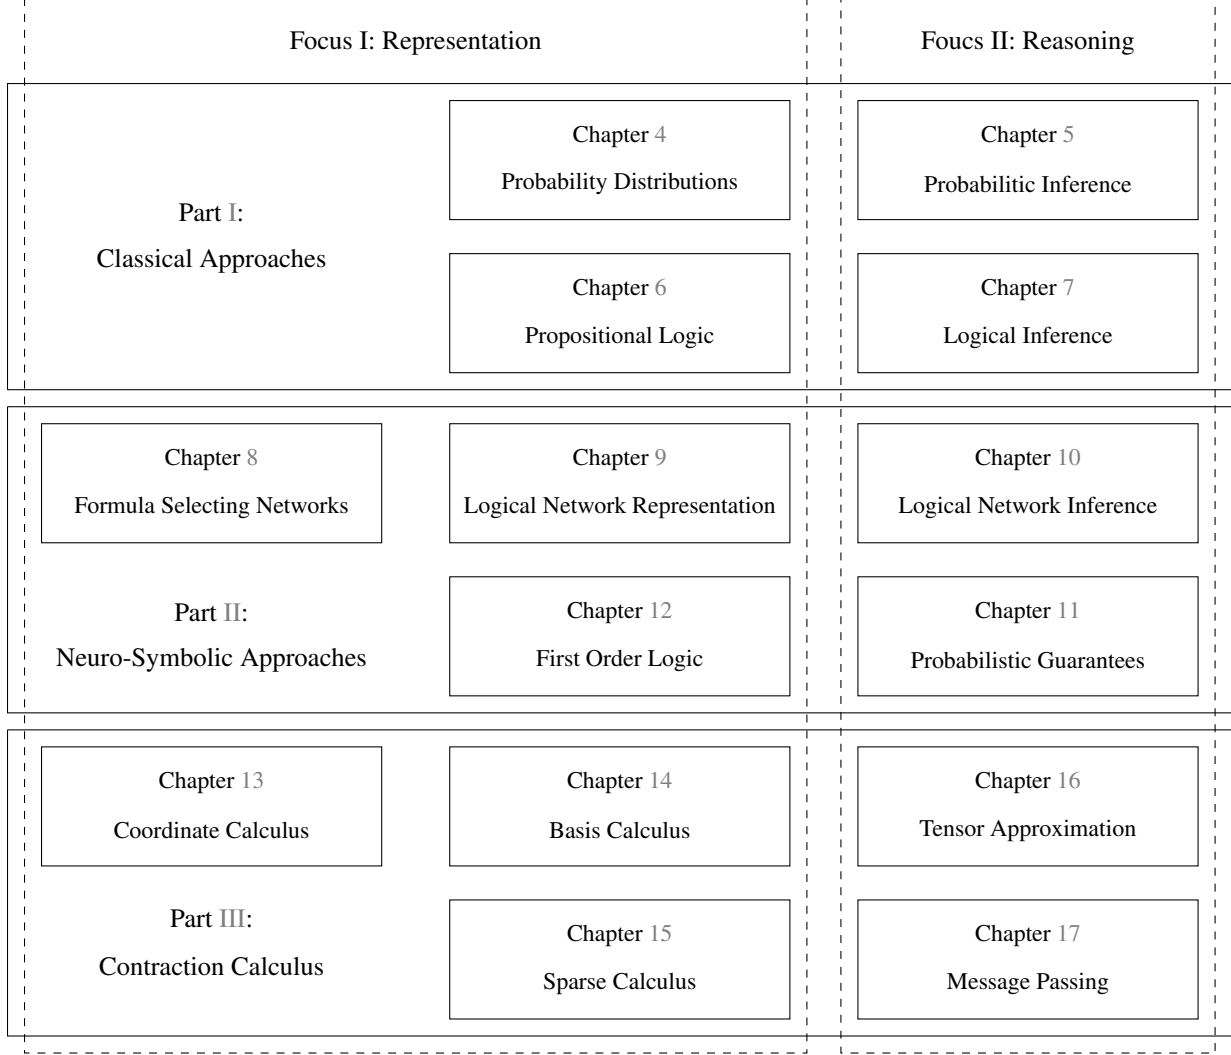 Focus I: Representation
Foucs II: Reasoning
Part I:
Classical Approaches
Chapter 4
Probability Distributions
Chapter 5
Probabilitic Inference
Chapter 6
Propositional Logic
Chapter 7
Logical Inference
Chapter 8
Formula Selecting Networks
Chapter 9
Logical Network Representation
Chapter 10
Logical Network Inference
Part II:
Neuro-Symbolic Approaches
Chapter 12
First Order Logic
Chapter 11
Probabilistic Guarantees
Chapter 13
Coordinate Calculus
Chapter 14
Basis Calculus
Chapter 16
Tensor Approximation
Part III:
Contraction Calculus
Chapter 15
Sparse Calculus
Chapter 17
Message Passing